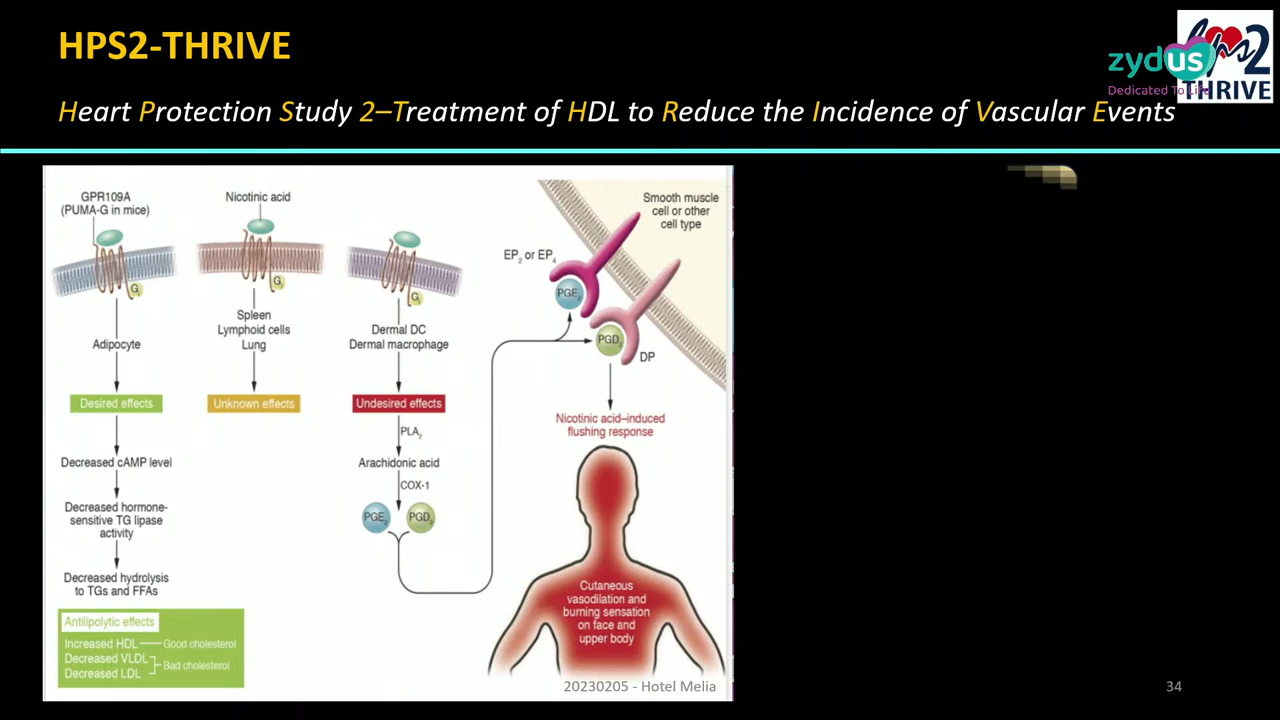 HPS2-THRIVE
zydus
Dedicated To Life
hps2
THRIVE
Heart Protection Study 2–Treatment of HDL to Reduce the Incidence of Vascular Events
GPR109A
(PUMA-G in mice)
Gi
Adipocyte
Desired effects
Decreased cAMP level
Decreased hormone-
sensitive TG lipase
activity
Decreased hydrolysis
to TGs and FFAs
Antilipolytic effects
Increased HDL
Good cholesterol
Decreased VLDL
Decreased LDL
Bad cholesterol
Nicotinic acid
Gi
Spleen
Lymphoid cells
Lung
Unknown effects
Gi
Dermal DC
Dermal macrophage
Undesired effects
PLA2
Arachidonic acid
COX-1
PGE2
PGD2
Smooth muscle
cell or other
cell type
EP2 or EP4
PGE2
PGD2
DP
Nicotinic acid–induced
flushing response
Cutaneous
vasodilation and
burning sensation
on face and
upper body
20230205 - Hotel Melia
34